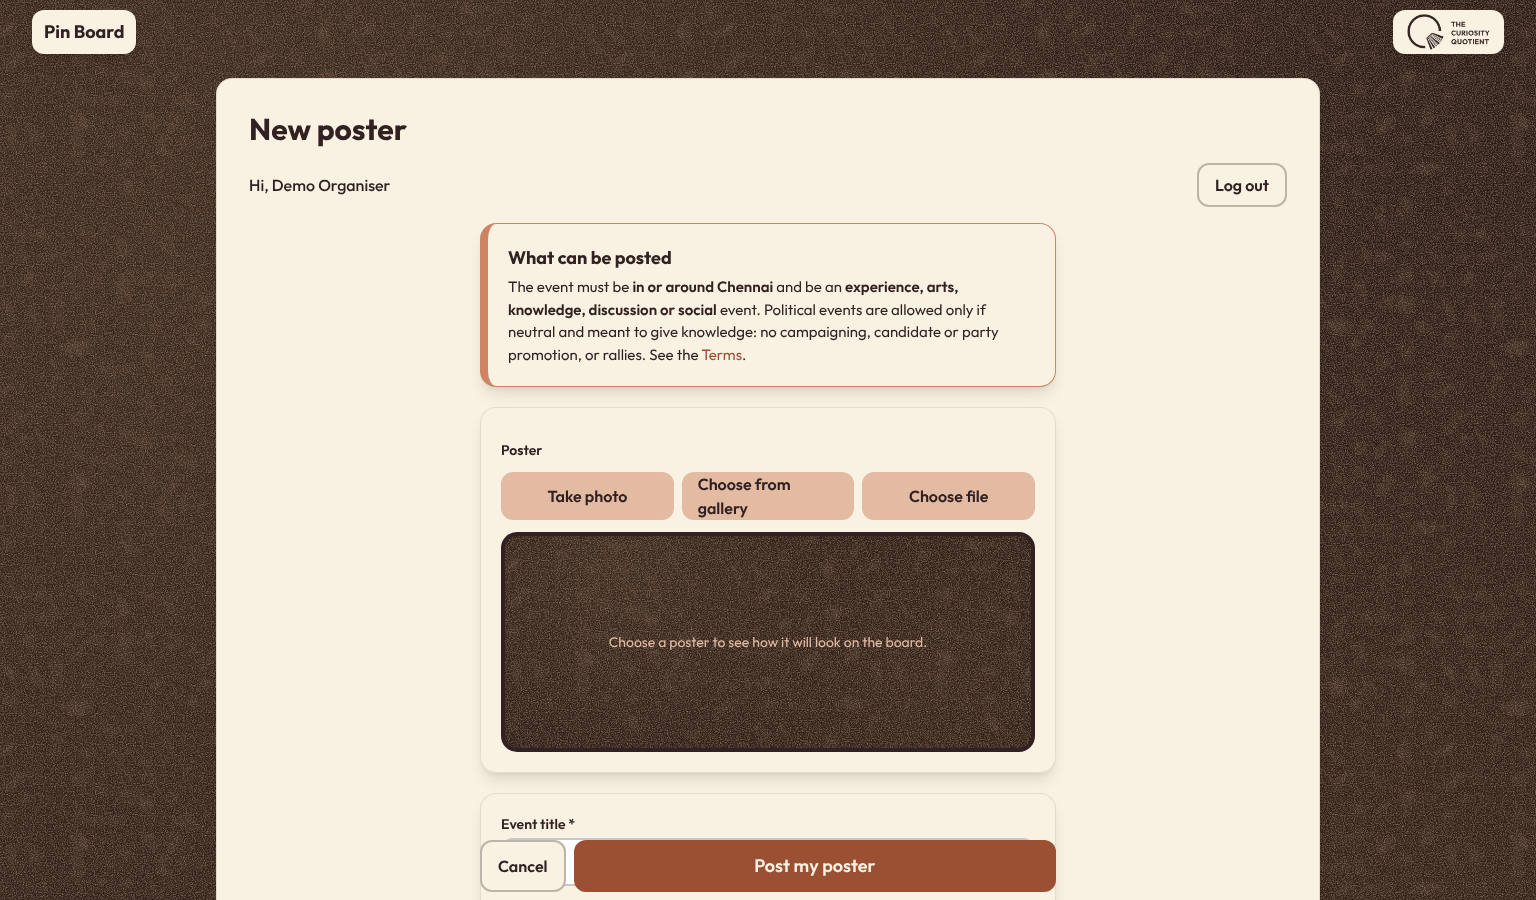 Pin Board
THE
CURIOSITY
QUOTIENT
New poster
Hi, Demo Organiser
Log out
What can be posted
The event must be in or around Chennai and be an experience, arts,
knowledge, discussion or social event. Political events are allowed only if
neutral and meant to give knowledge: no campaigning, candidate or party
promotion, or rallies. See the Terms.
Poster
Take photo
Choose from
gallery
Choose file
Choose a poster to see how it will look on the board.
Event title *
Cancel
Post my poster